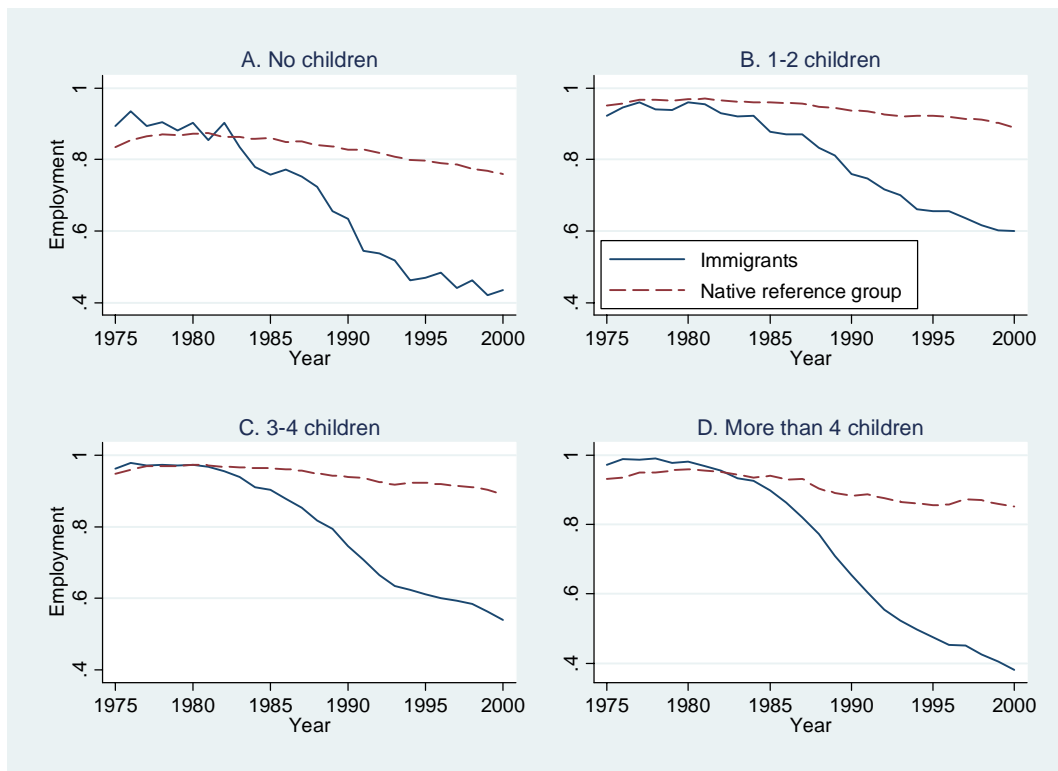 A. No children
Employment
1
.8
.6
.4
1975 1980 1985 1990 1995 2000
Year
B. 1-2 children
1
.8
.6
.4
Immigrants
Native reference group
1975 1980 1985 1990 1995 2000
Year
C. 3-4 children
Employment
1
.8
.6
.4
1975 1980 1985 1990 1995 2000
Year
D. More than 4 children
1
.8
.6
.4
1975 1980 1985 1990 1995 2000
Year